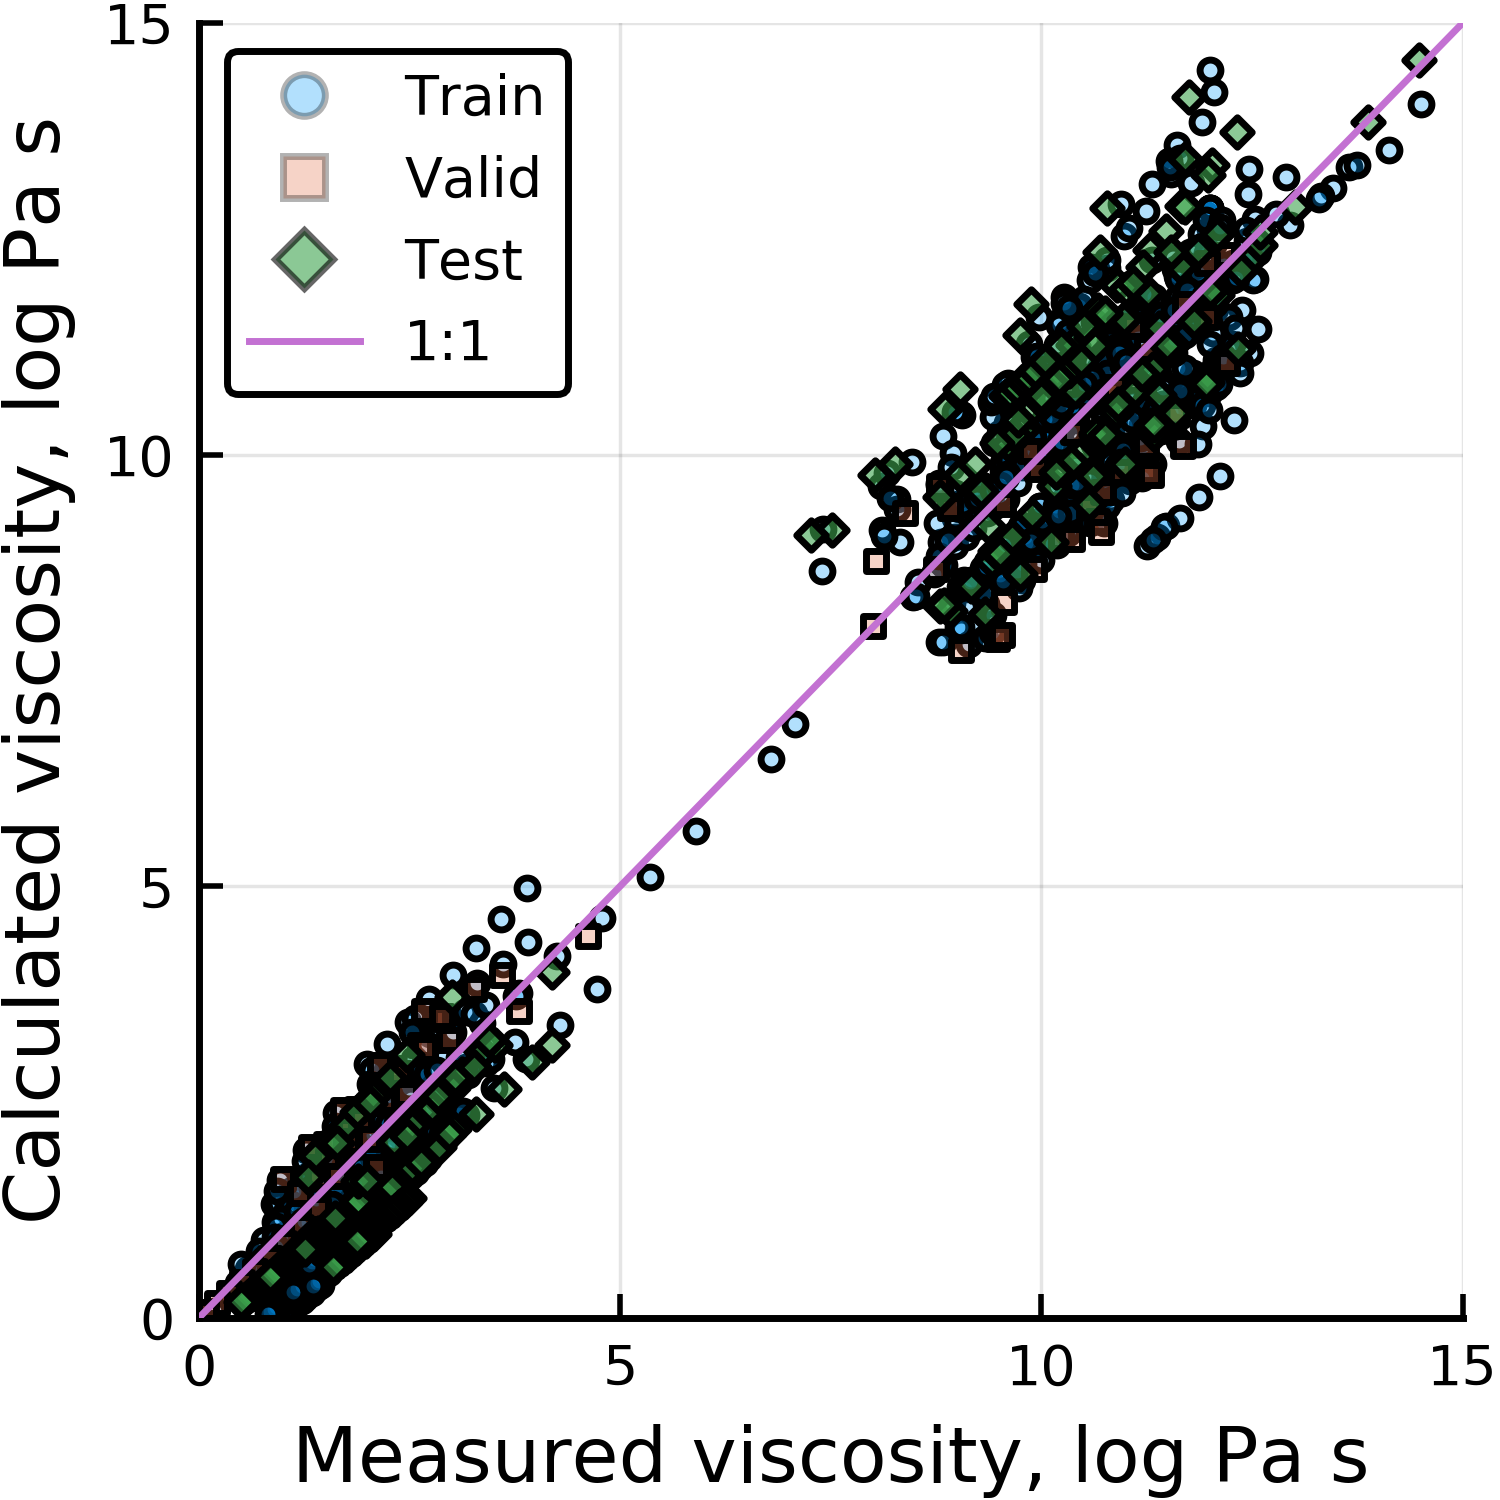 Calculated viscosity, log Pa s
15
10
5
0
Train
Valid
Test
1:1
0 5 10 15
Measured viscosity, log Pa s